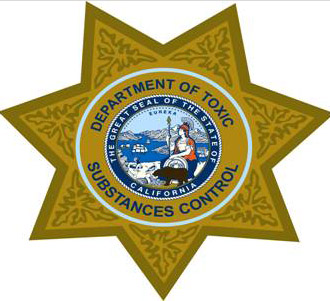 DEPARTMENT OF TOXIC
SUBSTANCES CONTROL
THE GREAT SEAL OF THE STATE OF
CALIFORNIA
EUREKA